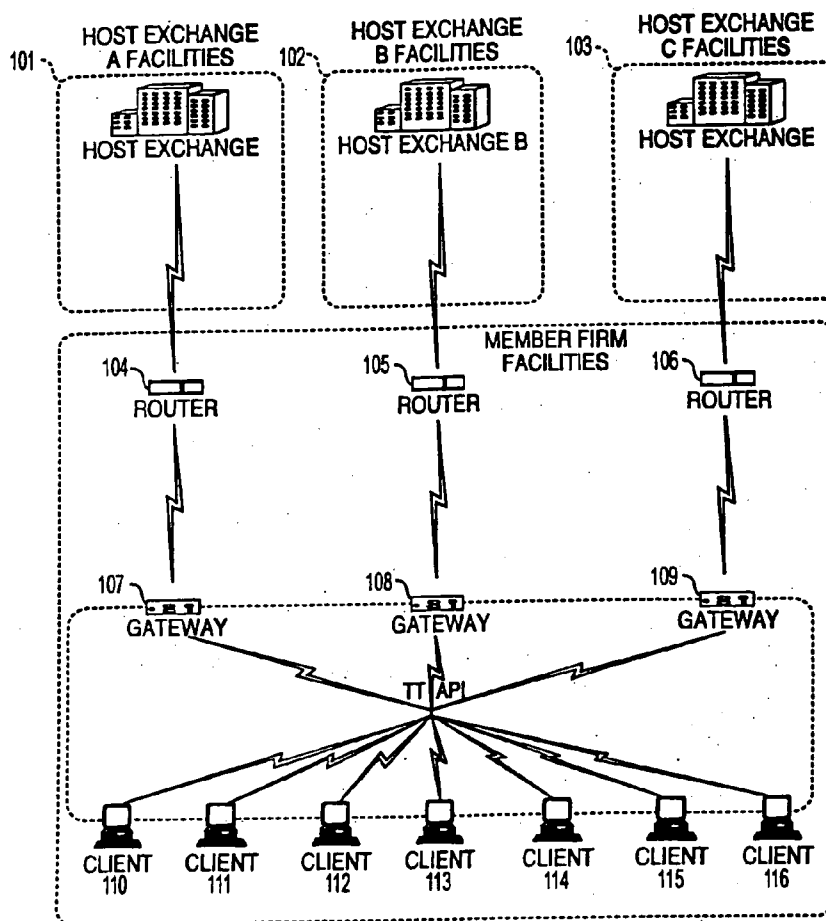 HOST EXCHANGE
A FACILITIES
HOST EXCHANGE
B FACILITIES
HOST EXCHANGE
C FACILITIES
101
102
103
HOST EXCHANGE
HOST EXCHANGE B
HOST EXCHANGE
MEMBER FIRM
FACILITIES
104
105
106
ROUTER
ROUTER
ROUTER
107
108
109
GATEWAY
GATEWAY
GATEWAY
TT API
CLIENT
110
CLIENT
111
CLIENT
112
CLIENT
113
CLIENT
114
CLIENT
115
CLIENT
116